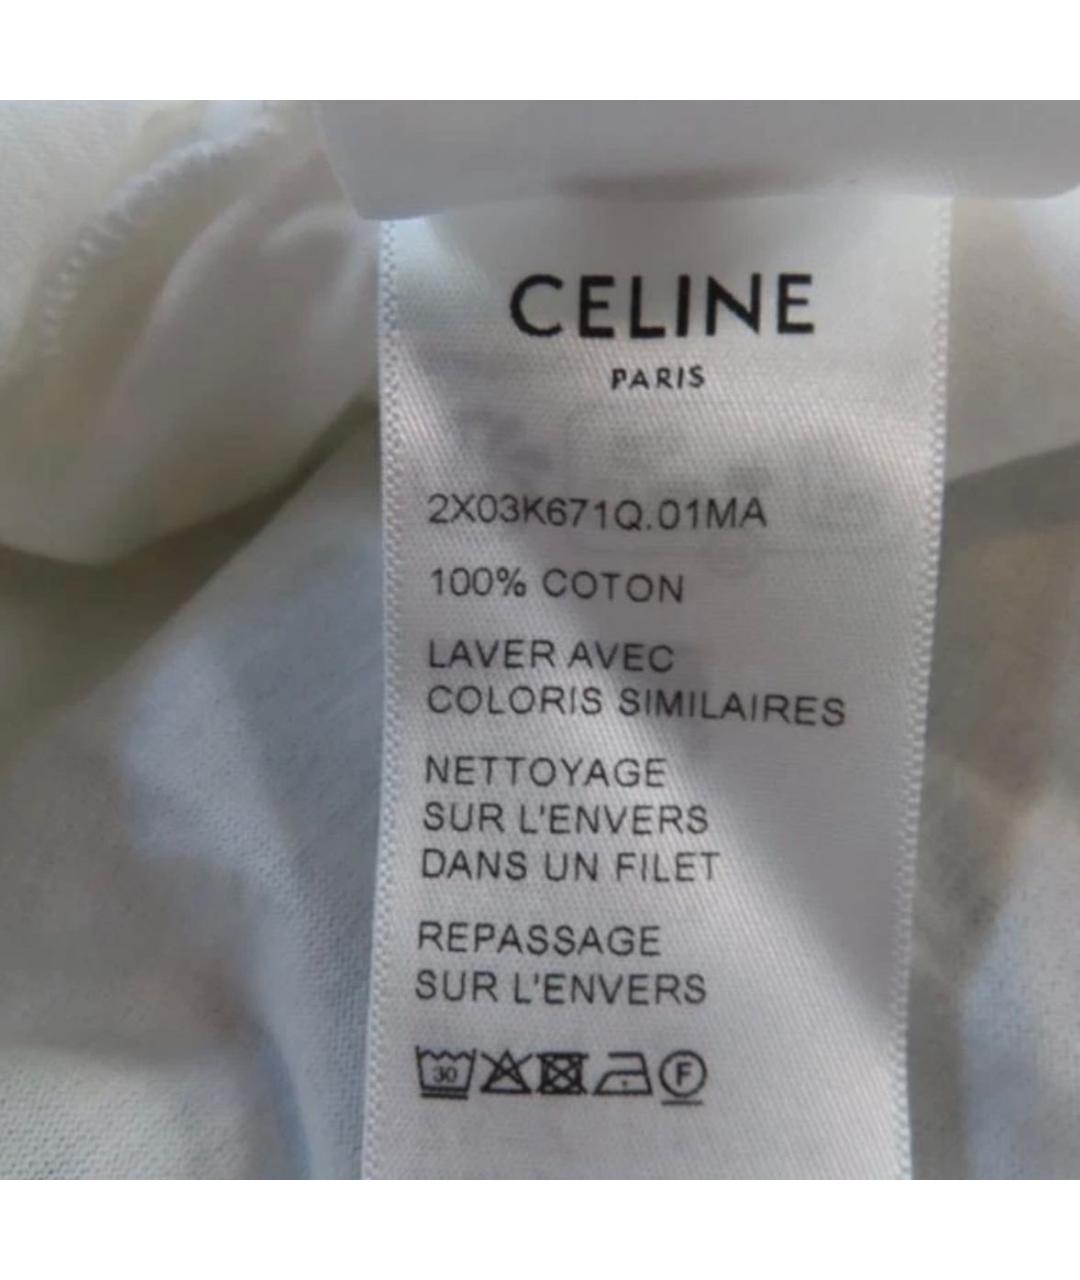 CELINE
PARIS
2X03K671Q.01MA
100% COTON
LAVER AVEC
COLORIS SIMILAIRES
NETTOYAGE
SUR L'ENVERS
DANS UN FILET
REPASSAGE
SUR L'ENVERS
30 F